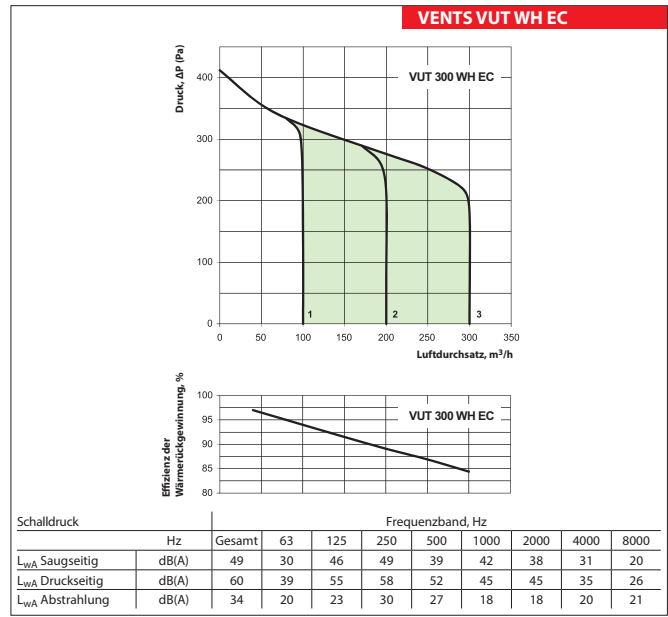 VENTS VUT WH EC
Druck, ΔP (Pa)
VUT 300 WH EC
400
300
200
100
0
1
2
3
0 50 100 150 200 250 300 350
Luftdurchsatz, m³/h
Effizienz der
Wärmerückgewinnung, %
VUT 300 WH EC
100
95
90
85
80
Schalldruck Frequenzband, Hz
Hz Gesamt 63 125 250 500 1000 2000 4000 8000
LwA Saugseitig dB(A) 49 30 46 49 39 42 38 31 20
LwA Druckseitig dB(A) 60 39 55 58 52 45 45 35 26
LwA Abstrahlung dB(A) 34 20 23 30 27 18 18 20 21